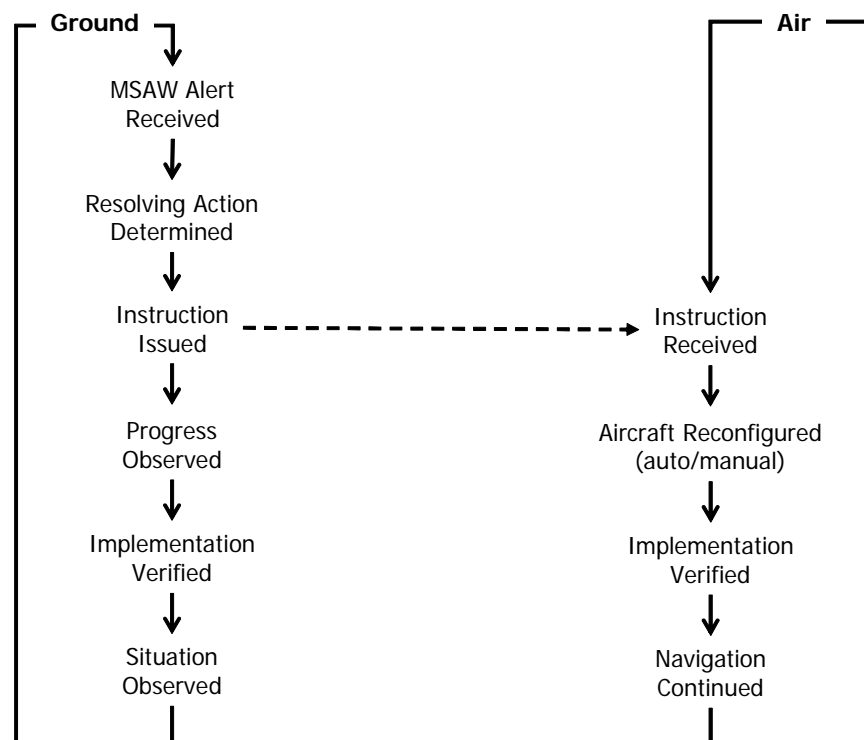 Ground
MSAW Alert
Received
Resolving Action
Determined
Instruction
Issued
Progress
Observed
Implementation
Verified
Situation
Observed
Air
Instruction
Received
Aircraft Reconfigured
(auto/manual)
Implementation
Verified
Navigation
Continued